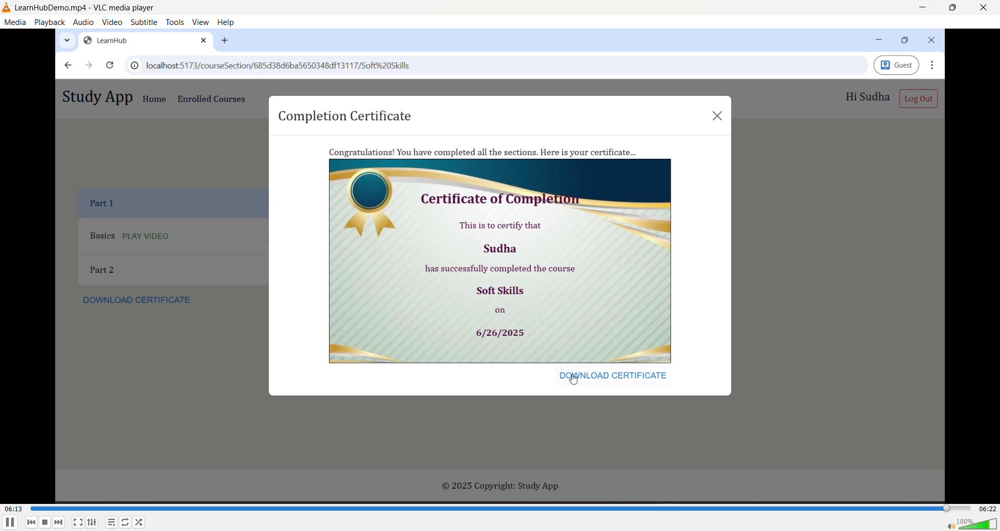 LearnHubDemo.mp4 - VLC media player
Media Playback Audio Video Subtitle Tools View Help
LearnHub
localhost:5173/courseSection/685d38d6ba5650348df13117/Soft%20Skills
Guest
Study App Home Enrolled Courses
Hi Sudha Log Out
Completion Certificate
Congratulations! You have completed all the sections. Here is your certificate...
Certificate of Completion
This is to certify that
Sudha
has successfully completed the course
Soft Skills
on
6/26/2025
DOWNLOAD CERTIFICATE
Part 1
Basics PLAY VIDEO
Part 2
DOWNLOAD CERTIFICATE
© 2025 Copyright: Study App
06:13 06:22
100%